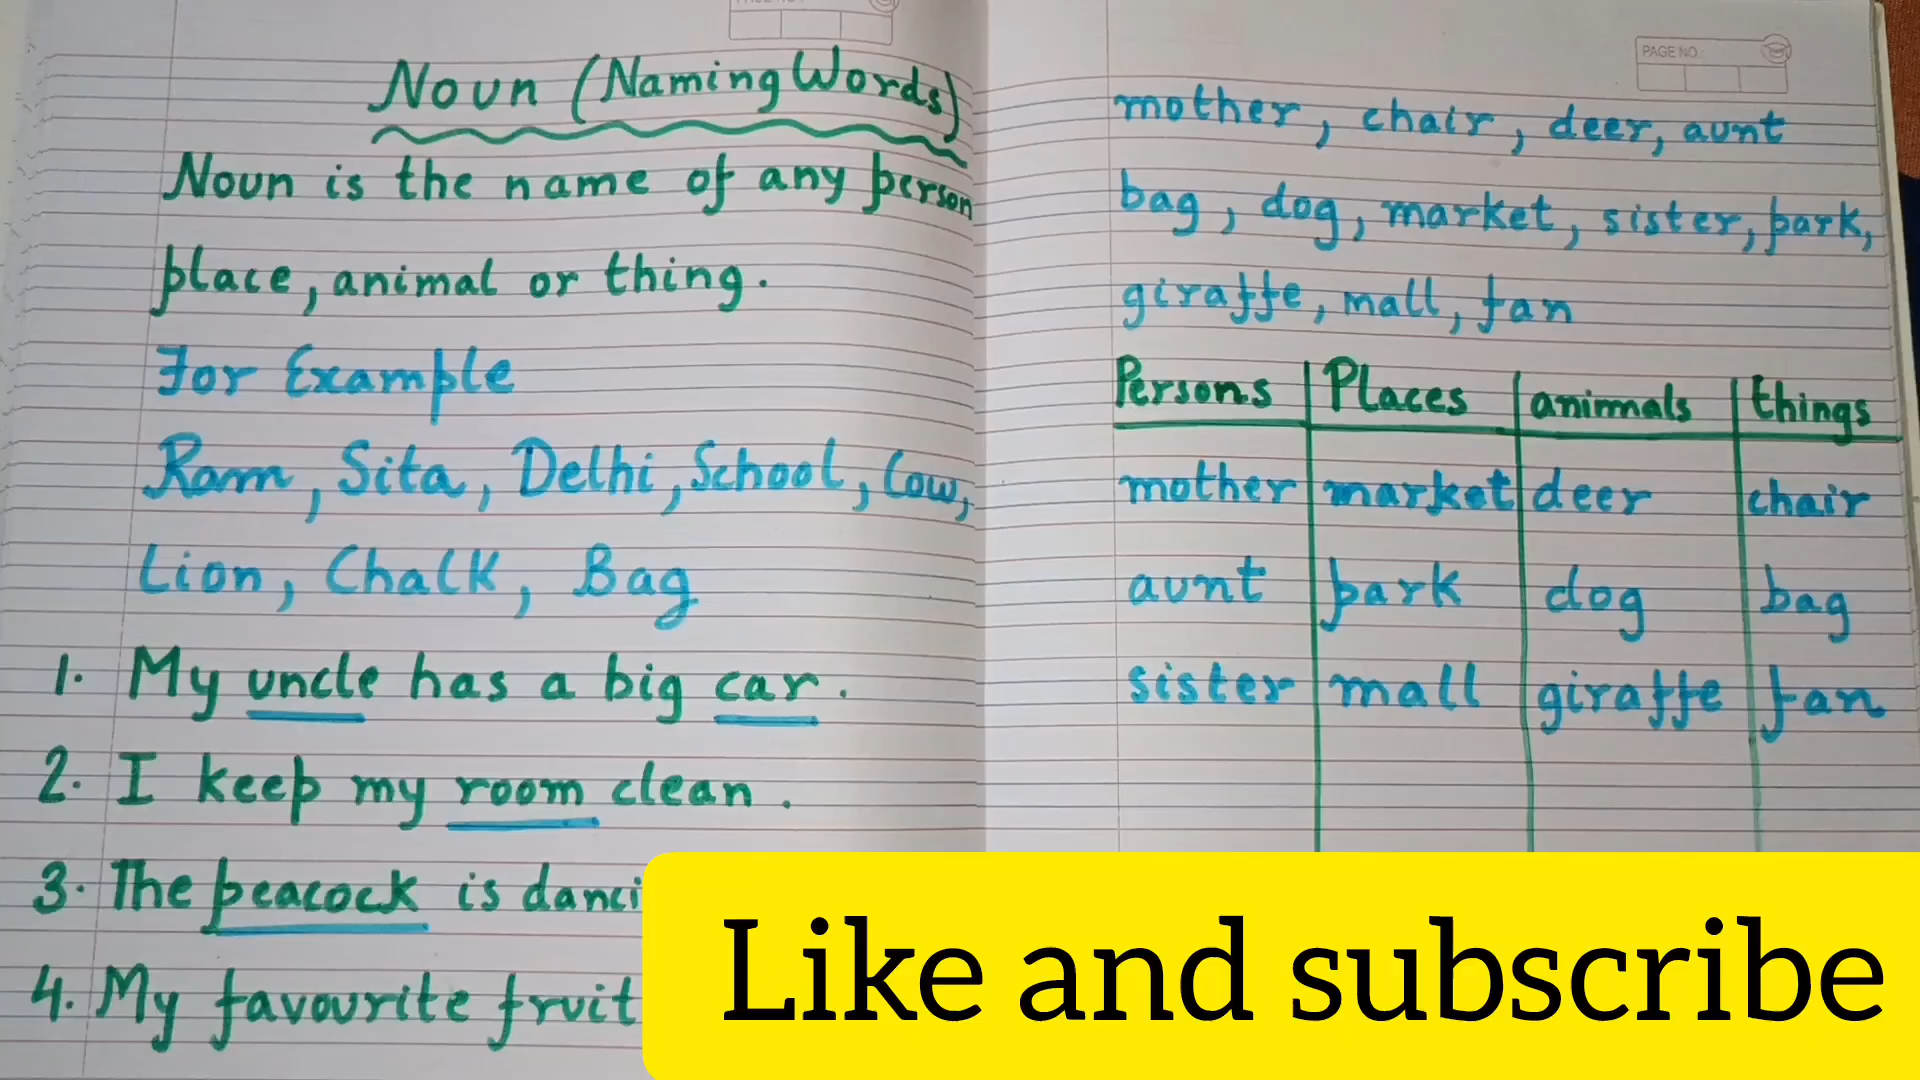 Noun (Naming Words)
Noun is the name of any person
place, animal or thing.
For Example
Ram, Sita, Delhi, School, Cow,
Lion, Chalk, Bag
1. My uncle has a big car.
2. I keep my room clean.
3. The peacock is danci
4. My favourite fruit
PAGE NO
mother, chair, deer, aunt
bag, dog, market, sister, park,
giraffe, mall, fan
Persons Places animals things
mother market deer chair
aunt park dog bag
sister mall giraffe fan
Like and subscribe